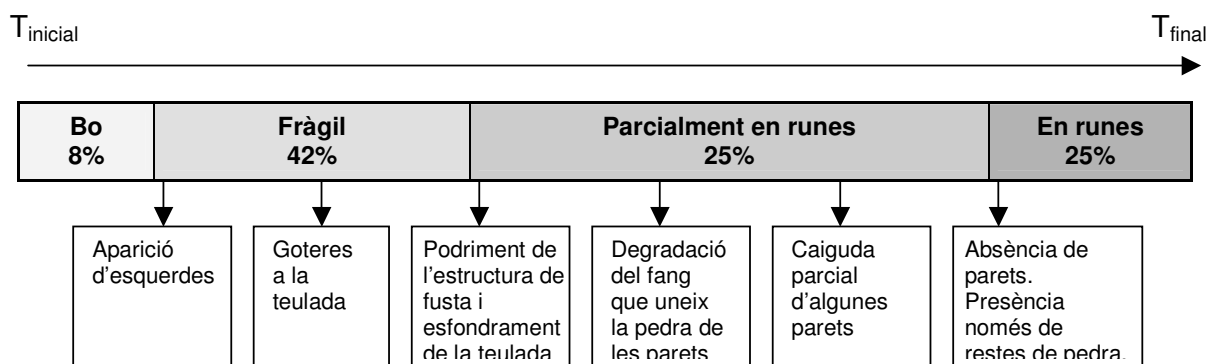 Tinicial
Tfinal
Bo
8%
Fràgil
42%
Parcialment en runes
25%
En runes
25%
Aparició
d'esquerdes
Goteres
a la
teulada
Podriment de
l'estructura de
fusta i
esfondrament
de la teulada
Degradació
del fang
que uneix
la pedra de
les parets
Caiguda
parcial
d'algunes
parets
Absència de
parets.
Presència
només de
restes de pedra.